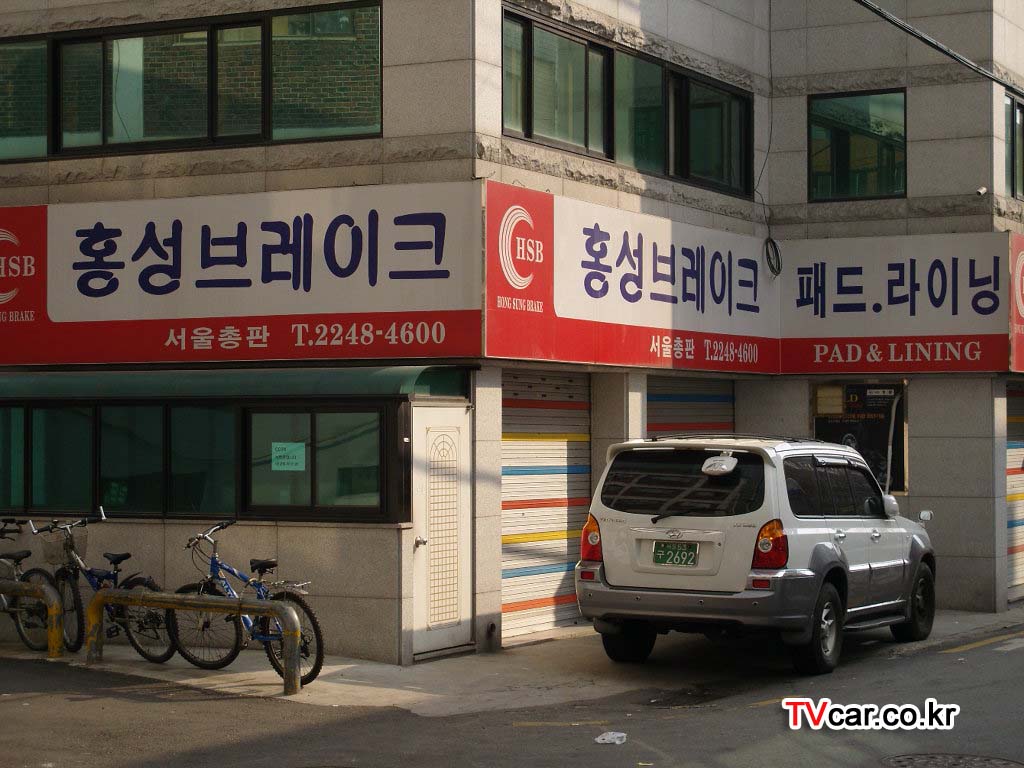 HSB
NG BRAKE
홍성브레이크
서울총판 T.2248-4600
HSB
HONG SUNG BRAKE
홍성브레이크
서울총판 T.2248-4600
패드.라이닝
PAD & LINING
2692
TVcar.co.kr